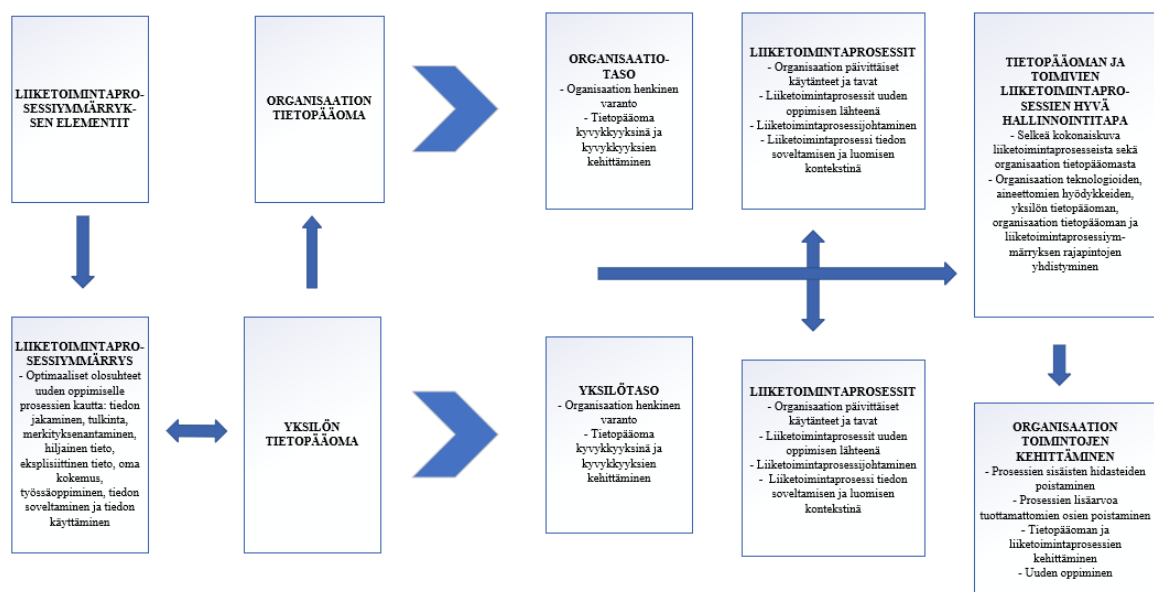 LIIKETOIMINTAPRO-
SESSIYMMÄRRYK-
SEN ELEMENTIT
ORGANISAATION
TIETOPÄÄOMA
ORGANISAATIO-
TASO
- Oganisaation henkinen
varanto
- Tietopääoma
kyvykkyyksinä ja
kyvykkyyksien
kehittäminen
LIIKETOIMINTAPROSESSIT
- Organisaation päivittäiset
käytänteet ja tavat
- Liiketoimintaprosessit uuden
oppimisen lähteenä
- Liiketoimintaprosessijohtaminen
- Liiketoimintaprosessi tiedon
soveltamisen ja luomisen
kontekstinä
TIETOPÄÄOMAN JA
TOIMIVIEN
LIIKETOIMINTAPRO-
SESSIEN HYVÄ
HALLINNOINTITAPA
- Selkeä kokonaiskuva
liiketoimintaprosesseista sekä
organisaation tietopääomasta
- Organisaation teknologioiden,
aineettomien hyödykkeiden,
yksilön tietopääoman,
organisaation tietopääoman ja
liiketoimintaprosessiym-
märryksen rajapintojen
yhdistyminen
LIIKETOIMINTAPRO-
SESSIYMMÄRRYS
- Optimaaliset olosuhteet
uuden oppimiselle
prosessien kautta: tiedon
jakaminen, tulkinta,
merkityksenantaminen,
hiljainen tieto,
eksplisiittinen tieto, oma
kokemus,
työssäoppiminen, tiedon
soveltaminen ja tiedon
käyttäminen
YKSILÖN
TIETOPÄÄOMA
YKSILÖTASO
- Organisaation henkinen
varanto
- Tietopääoma
kyvykkyyksinä ja
kyvykkyyksien
kehittäminen
LIIKETOIMINTAPROSESSIT
- Organisaation päivittäiset
käytänteet ja tavat
- Liiketoimintaprosessit uuden
oppimisen lähteenä
- Liiketoimintaprosessijohtaminen
- Liiketoimintaprosessi tiedon
soveltamisen ja luomisen
kontekstinä
ORGANISAATION
TOIMINTOJEN
KEHITTÄMINEN
- Prosessien sisäisten hidasteiden
poistaminen
- Prosessien lisäarvoa
tuottamattomien osien poistaminen
- Tietopääoman ja
liiketoimintaprosessien
kehittäminen
- Uuden oppiminen